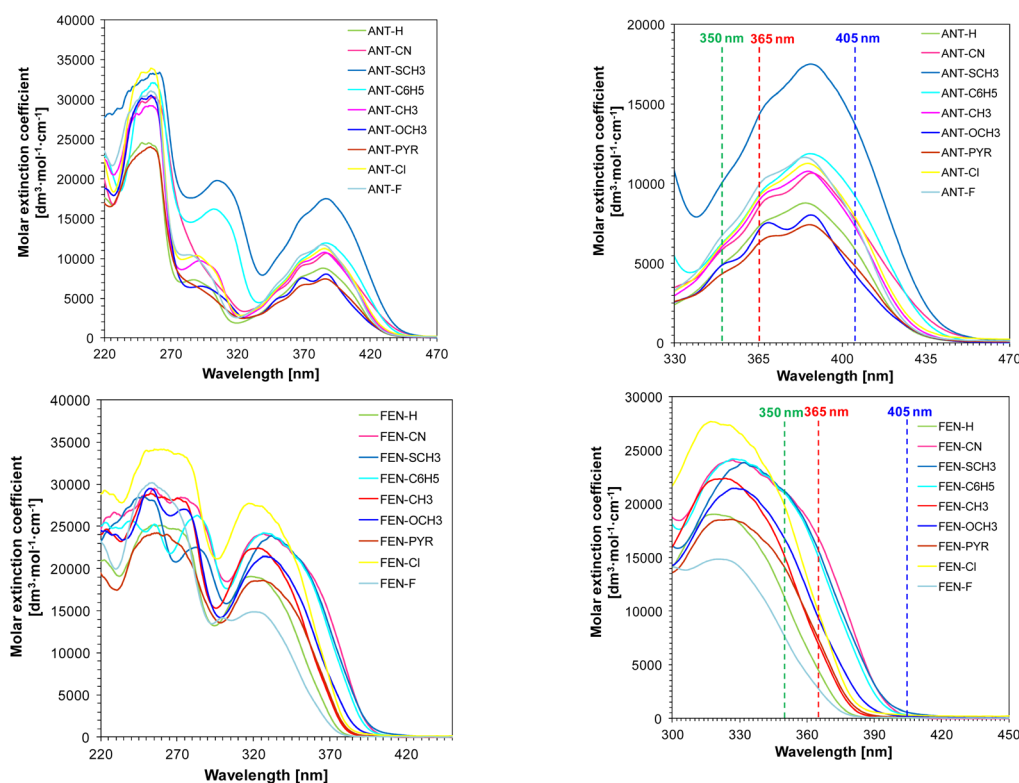 40000
35000
30000
25000
20000
15000
10000
5000
0
220 270 320 370 420 470
Molar extinction coefficient
[dm³·mol⁻¹·cm⁻¹]
Wavelength [nm]
ANT-H
ANT-CN
ANT-SCH3
ANT-C6H5
ANT-CH3
ANT-OCH3
ANT-PYR
ANT-Cl
ANT-F
20000
15000
10000
5000
0
330 365 400 435 470
Molar extinction coefficient
[dm³·mol⁻¹·cm⁻¹]
Wavelength [nm]
350 nm 365 nm 405 nm
ANT-H
ANT-CN
ANT-SCH3
ANT-C6H5
ANT-CH3
ANT-OCH3
ANT-PYR
ANT-Cl
ANT-F
40000
35000
30000
25000
20000
15000
10000
5000
0
220 270 320 370 420
Molar extinction coefficient
[dm³·mol⁻¹·cm⁻¹]
Wavelength [nm]
FEN-H
FEN-CN
FEN-SCH3
FEN-C6H5
FEN-CH3
FEN-OCH3
FEN-PYR
FEN-Cl
FEN-F
30000
25000
20000
15000
10000
5000
0
300 330 360 390 420 450
Molar extinction coefficient
[dm³·mol⁻¹·cm⁻¹]
Wavelength [nm]
350 nm 365 nm 405 nm
FEN-H
FEN-CN
FEN-SCH3
FEN-C6H5
FEN-CH3
FEN-OCH3
FEN-PYR
FEN-Cl
FEN-F